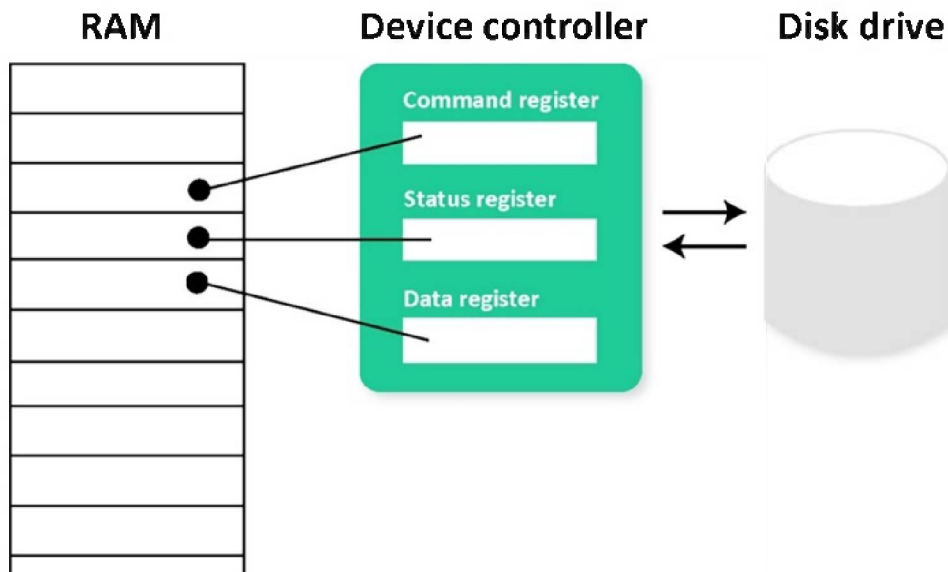 RAM
Device controller
Disk drive
Command register
Status register
Data register